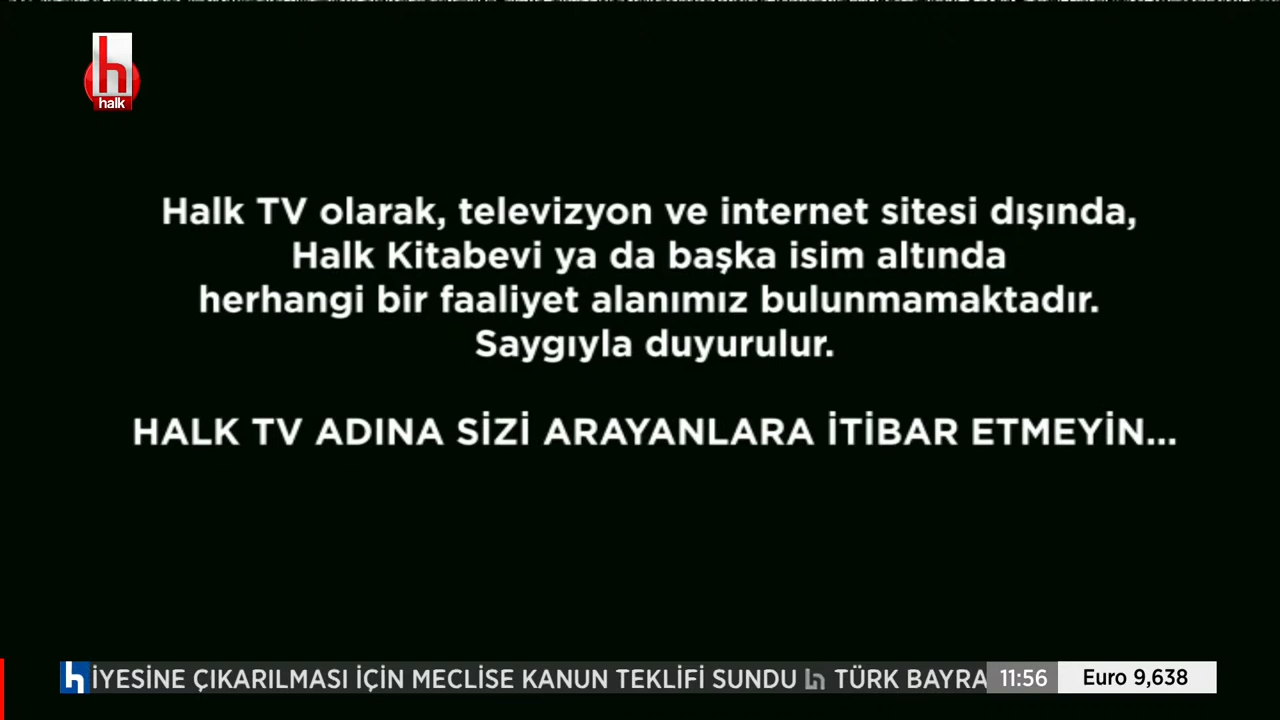 h
halk
Halk TV olarak, televizyon ve internet sitesi dışında,
Halk Kitabevi ya da başka isim altında
herhangi bir faaliyet alanımız bulunmamaktadır.
Saygıyla duyurulur.
HALK TV ADINA SİZİ ARAYANLARA İTİBAR ETMEYİN...
h İYESİNE ÇIKARILMASI İÇİN MECLİSE KANUN TEKLİFİ SUNDU h TÜRK BAYRA 11:56 Euro 9,638